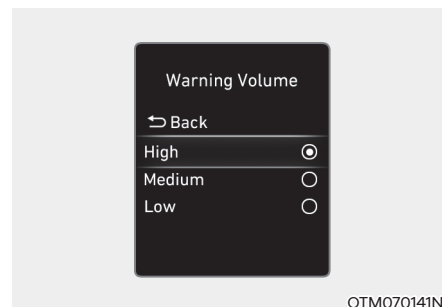 Warning Volume
Back
High
Medium
Low
OTM070141N